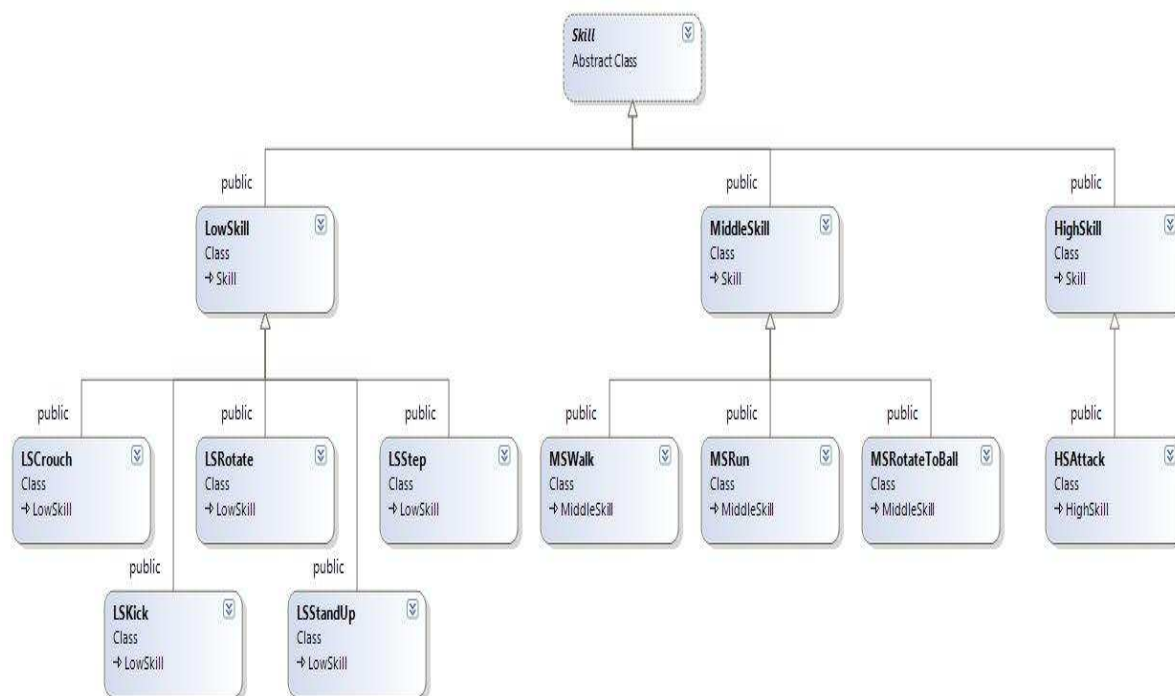 Skill
Abstract Class
public
public
public
LowSkill
Class
Skill
MiddleSkill
Class
Skill
HighSkill
Class
Skill
public
public
public
public
public
public
public
LSCrouch
Class
LowSkill
LSRotate
Class
LowSkill
LSStep
Class
LowSkill
MSWalk
Class
MiddleSkill
MSRun
Class
MiddleSkill
MSRotateToBall
Class
MiddleSkill
HSAttack
Class
HighSkill
public
public
LSKick
Class
LowSkill
LSStandUp
Class
LowSkill